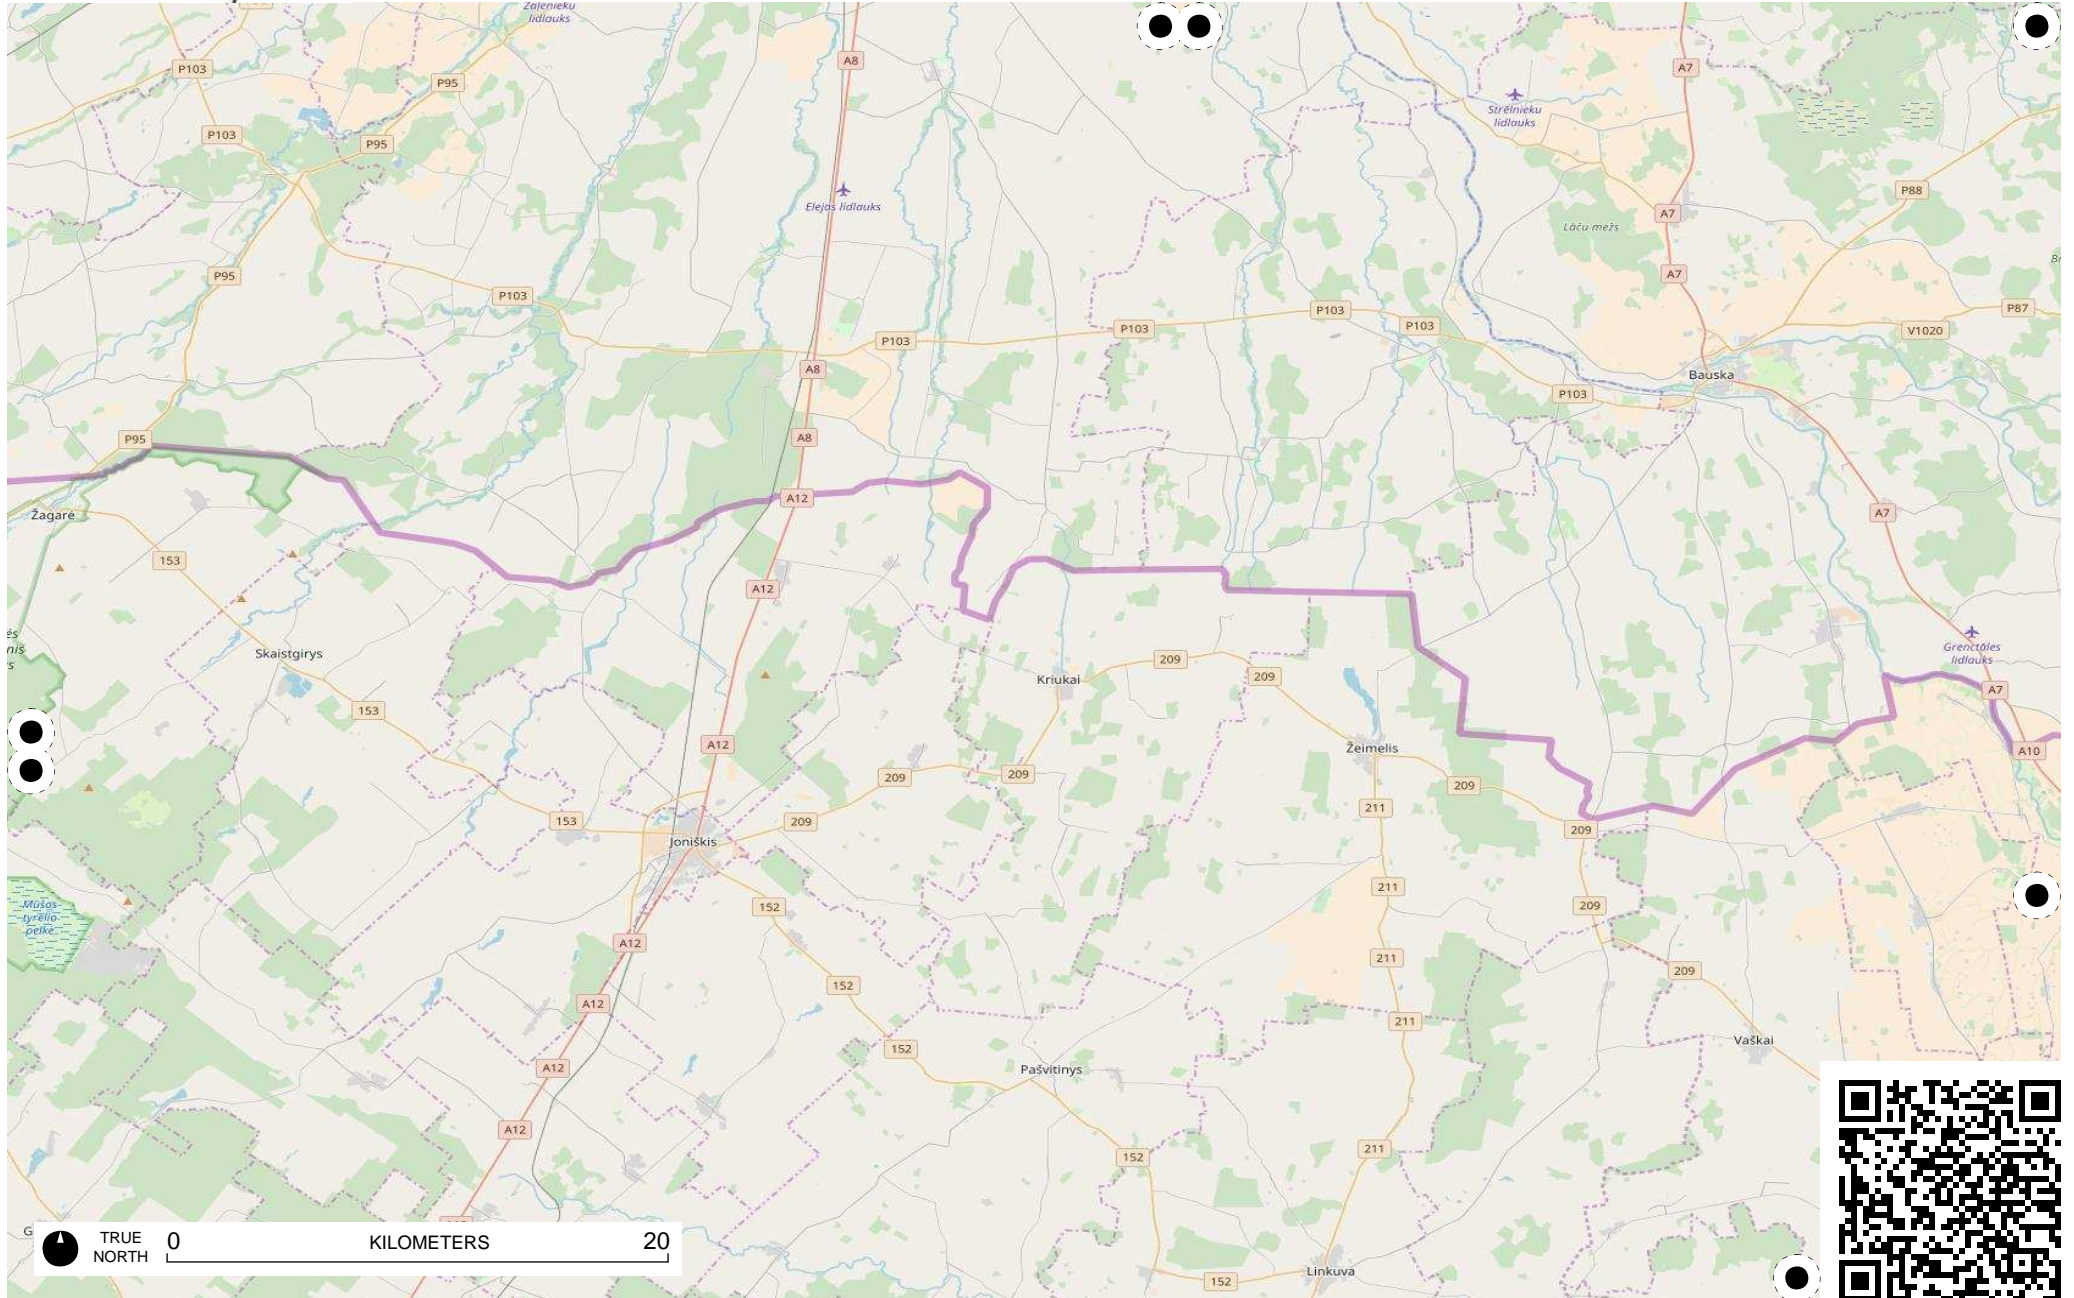 Zaļenieku
lidlauks
P103
P95
A8
A7
Strēlnieku
lidlauks
P103
P95
P88
Elejas lidlauks
A7
Lāču mežs
P95
A7
P103
P103
P103
P103
P87
P103
V1020
A8
Bauska
P103
P95
A8
A12
A7
Žagarė
153
A12
ės
nis
s
Skaistgirys
209
Grenctāles
lidlauks
Kriukai
209
A7
153
A12
Žeimelis
A10
209
209
209
211
153
209
209
Joniškis
211
152
209
Mūšos
tyrelio
pelkė
A12
211
209
152
A12
211
152
Vaškai
A12
Pašvitinys
A12
211
152
G
TRUE
NORTH
0
KILOMETERS
20
152
Linkuva